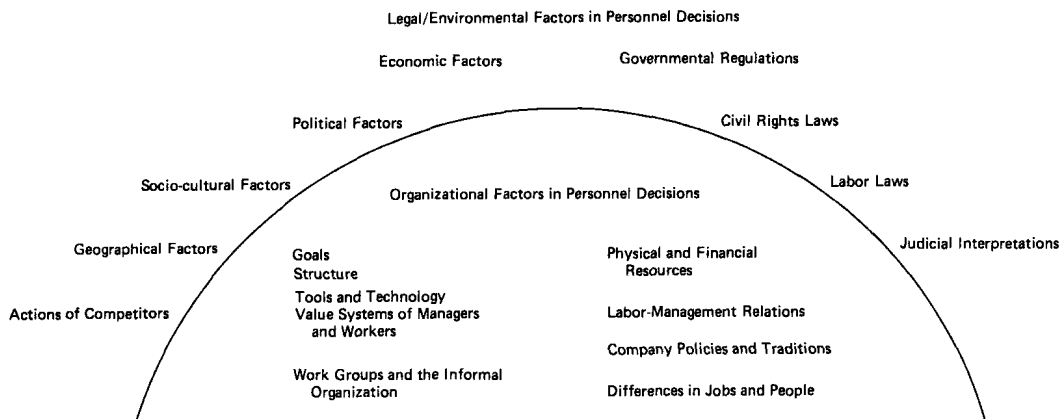 Legal/Environmental Factors in Personnel Decisions
Economic Factors
Governmental Regulations
Political Factors
Civil Rights Laws
Socio-cultural Factors
Labor Laws
Organizational Factors in Personnel Decisions
Geographical Factors
Judicial Interpretations
Actions of Competitors
Goals
Structure
Tools and Technology
Value Systems of Managers
and Workers
Work Groups and the Informal
Organization
Physical and Financial
Resources
Labor-Management Relations
Company Policies and Traditions
Differences in Jobs and People